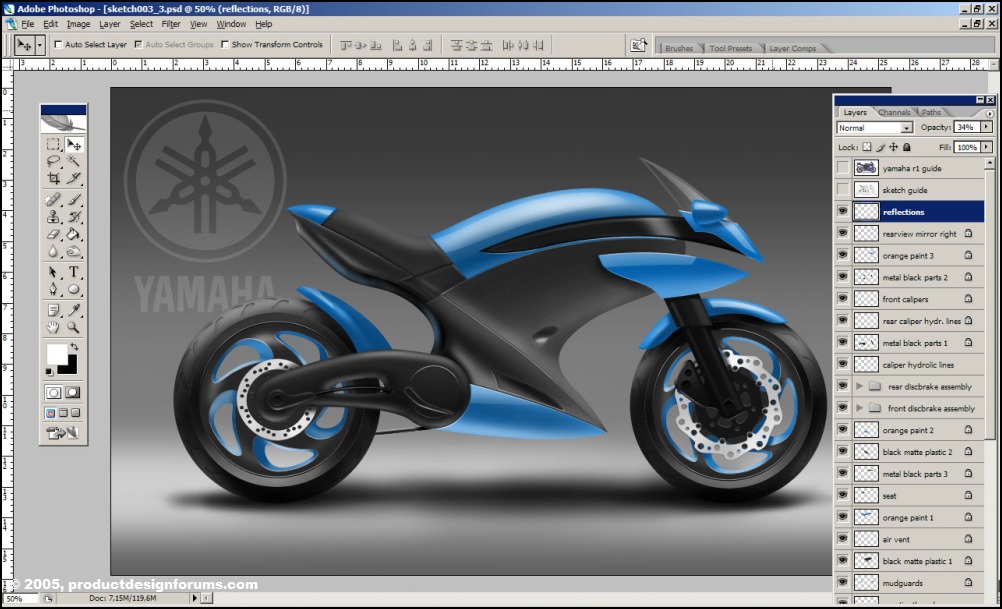 Adobe Photoshop - [sketch003_3.psd @ 50% (reflections, RGB/8)]
File Edit Image Layer Select Filter View Window Help
Auto Select Layer Auto Select Groups Show Transform Controls
Brushes Tool Presets Layer Comps
3 2 1 0 1 2 3 4 5 6 7 8 9 10 11 12 13 14 15 16 17 18 19 20 21 22 23 24 25 26 27 28
Layers Channels Paths
Normal Opacity: 34%
Lock: Fill: 100%
yamaha r1 guide
sketch guide
reflections
rearview mirror right
orange paint 3
metal black parts 2
front calipers
rear caliper hydr. lines
metal black parts 1
caliper hydrolic lines
rear discbrake assembly
front discbrake assembly
orange paint 2
black matte plastic 2
metal black parts 3
seat
orange paint 1
air vent
black matte plastic 1
mudguards
YAMAHA
© 2005, productdesignforums.com
50% Doc: 7,15M/119,6M